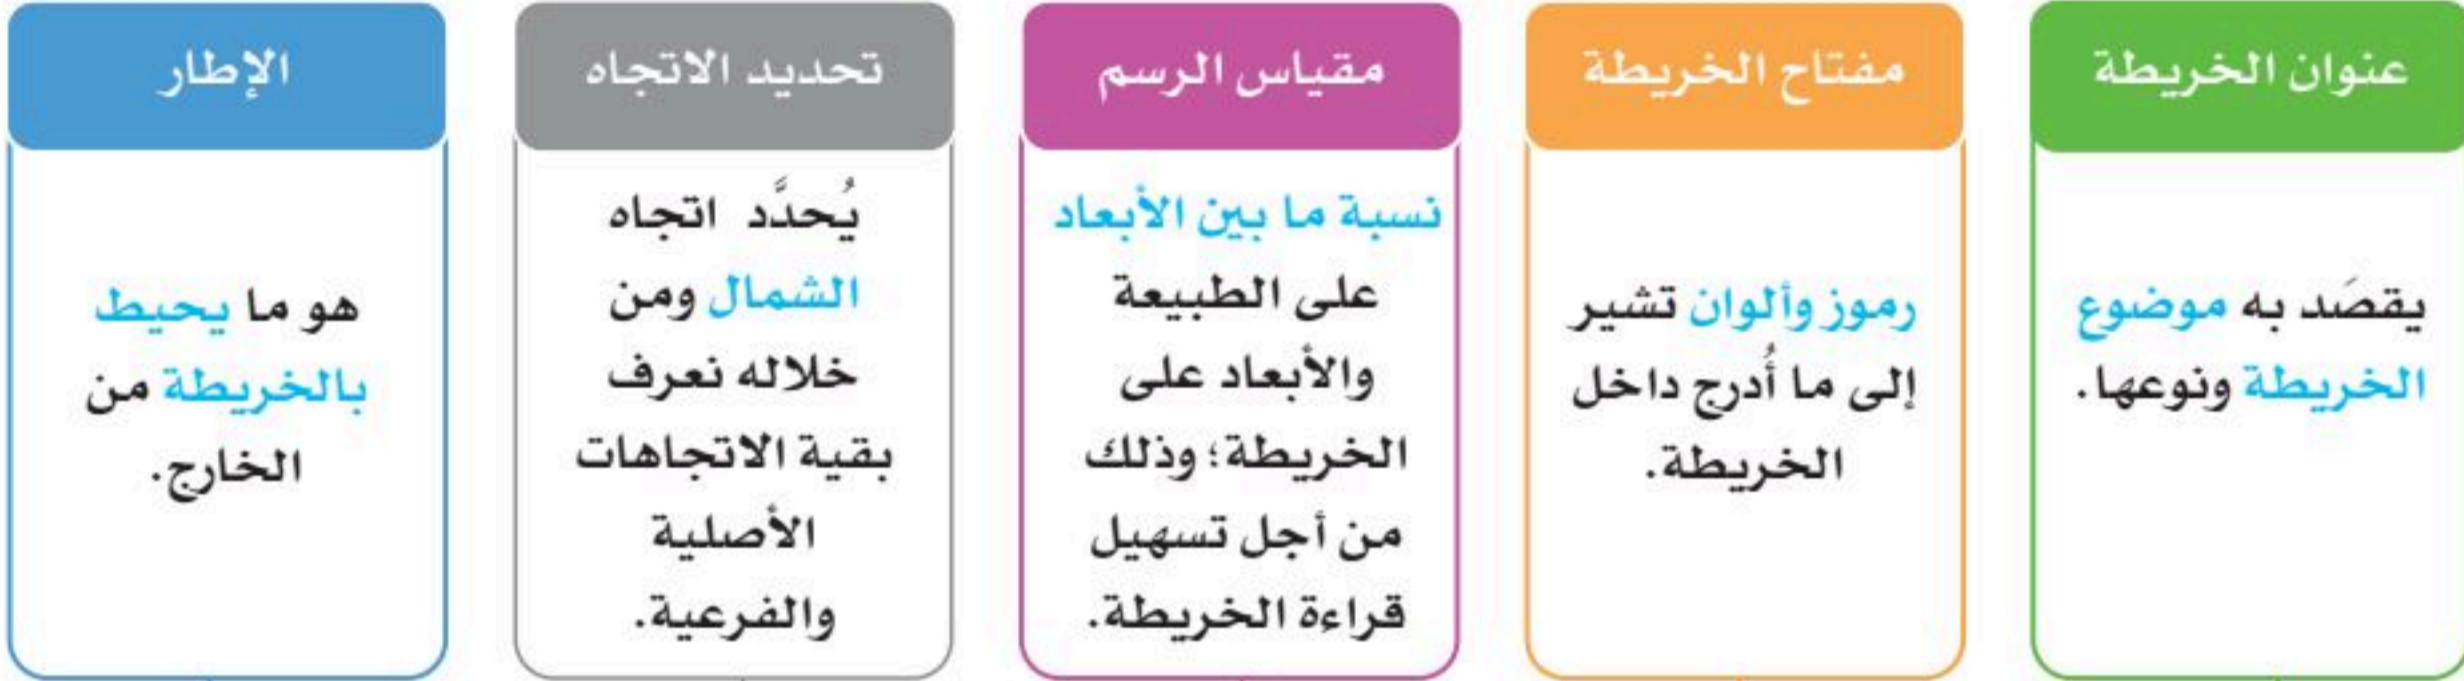 عنوان الخريطة
يقصَد به موضوع
الخريطة ونوعها.
مفتاح الخريطة
رموز وألوان تشير
إلى ما أُدرج داخل
الخريطة.
مقياس الرسم
نسبة ما بين الأبعاد
على الطبيعة
والأبعاد على
الخريطة؛ وذلك
من أجل تسهيل
قراءة الخريطة.
تحديد الاتجاه
يُحدَّد اتجاه
الشمال ومن
خلاله نعرف
بقية الاتجاهات
الأصلية
والفرعية.
الإطار
هو ما يحيط
بالخريطة من
الخارج.